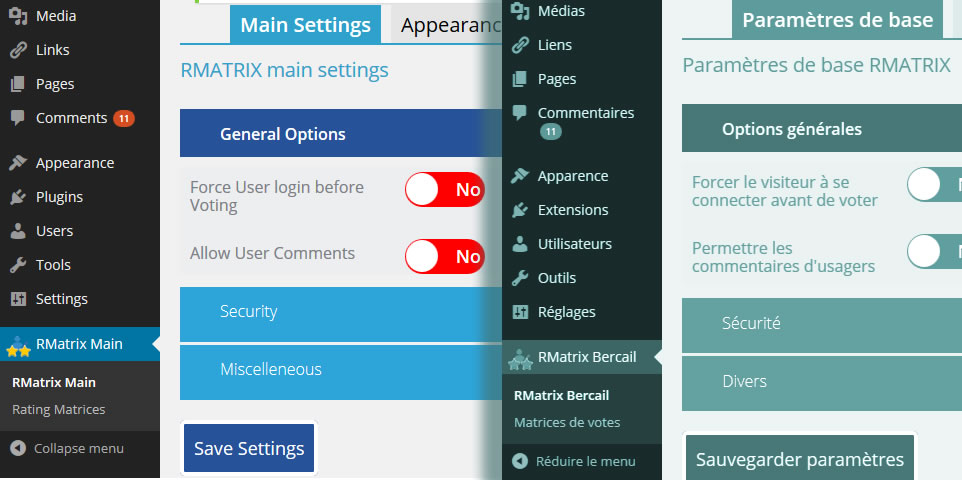 Media
Links
Pages
Comments 11
Appearance
Plugins
Users
Tools
Settings
RMatrix Main
RMatrix Main
Rating Matrices
Collapse menu
Main Settings
RMATRIX main settings
General Options
Force User login before
Voting
No
Allow User Comments
No
Security
Miscelleneous
Save Settings
Médias
Liens
Pages
Commentaires
11
Apparence
Extensions
Utilisateurs
Outils
Réglages
RMatrix Bercail
RMatrix Bercail
Matrices de votes
Réduire le menu
Paramètres de base
Paramètres de base RMATRIX
Options générales
Forcer le visiteur à se
connecter avant de voter
Permettre les
commentaires d'usagers
Sécurité
Divers
Sauvegarder paramètres